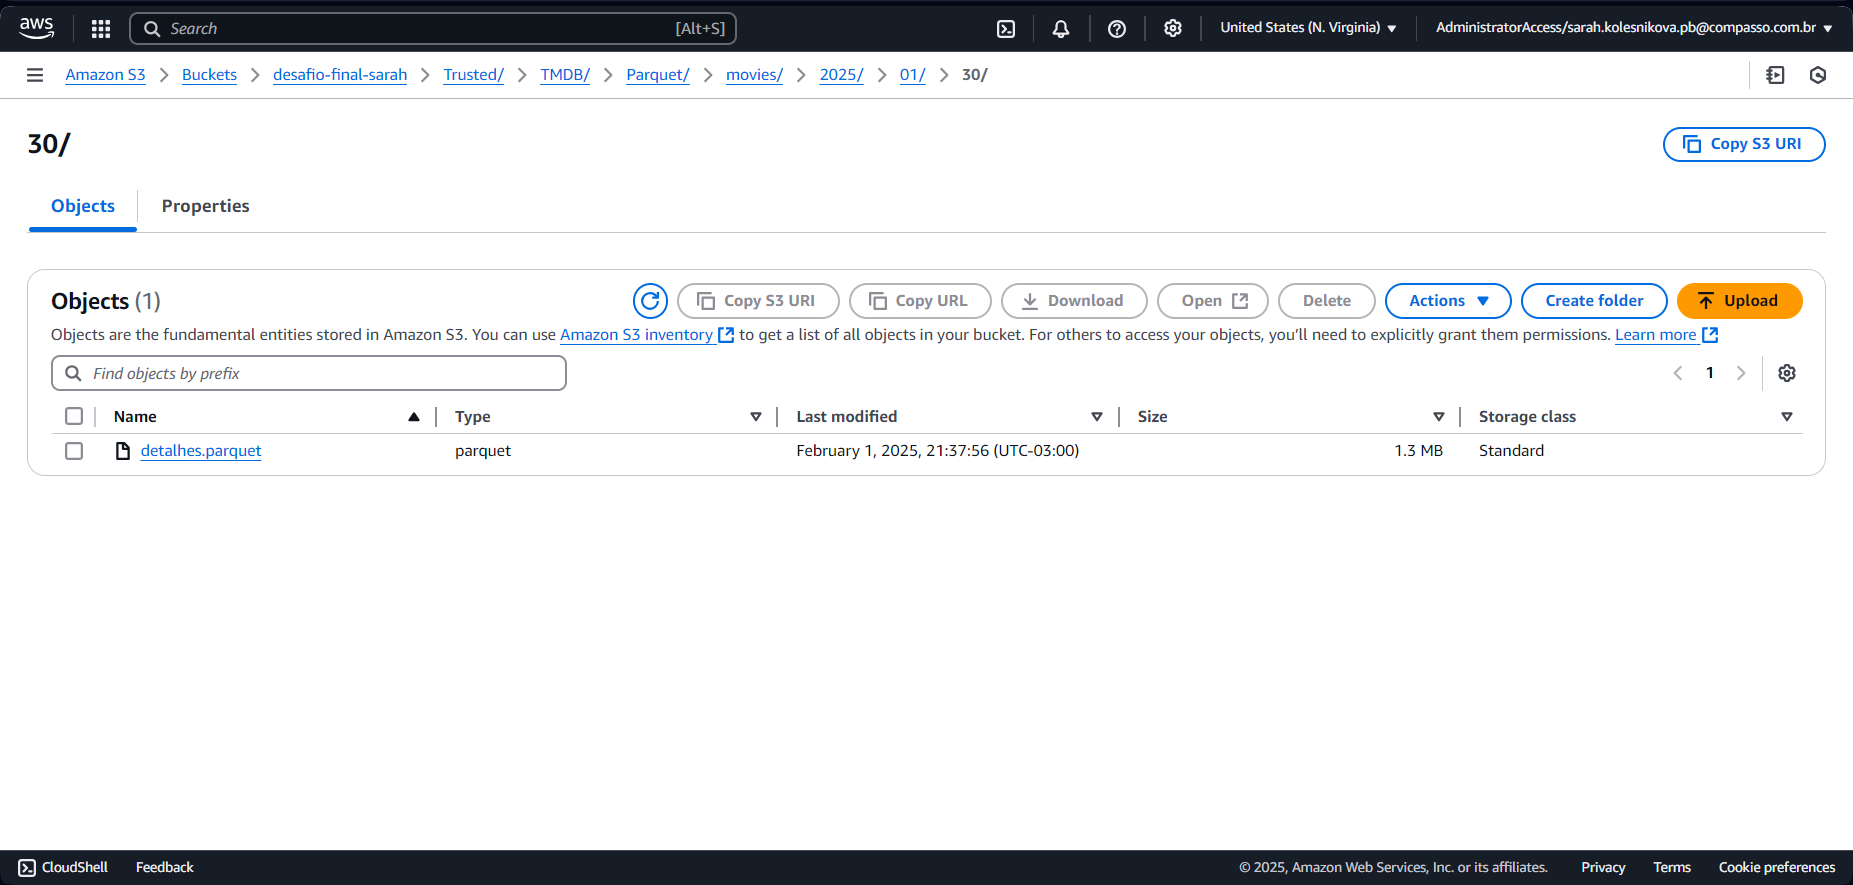 aws Search [Alt+S] United States (N. Virginia) AdministratorAccess/sarah.kolesnikova.pb@compasso.com.br
Amazon S3 Buckets desafio-final-sarah Trusted/ TMDB/ Parquet/ movies/ 2025/ 01/ 30/
30/
Copy S3 URI
Objects Properties
Objects (1) Copy S3 URI Copy URL Download Open Delete Actions Create folder Upload
Objects are the fundamental entities stored in Amazon S3. You can use Amazon S3 inventory to get a list of all objects in your bucket. For others to access your objects, you'll need to explicitly grant them permissions. Learn more
Find objects by prefix 1
Name Type Last modified Size Storage class
detalhes.parquet parquet February 1, 2025, 21:37:56 (UTC-03:00) 1.3 MB Standard
CloudShell Feedback © 2025, Amazon Web Services, Inc. or its affiliates. Privacy Terms Cookie preferences